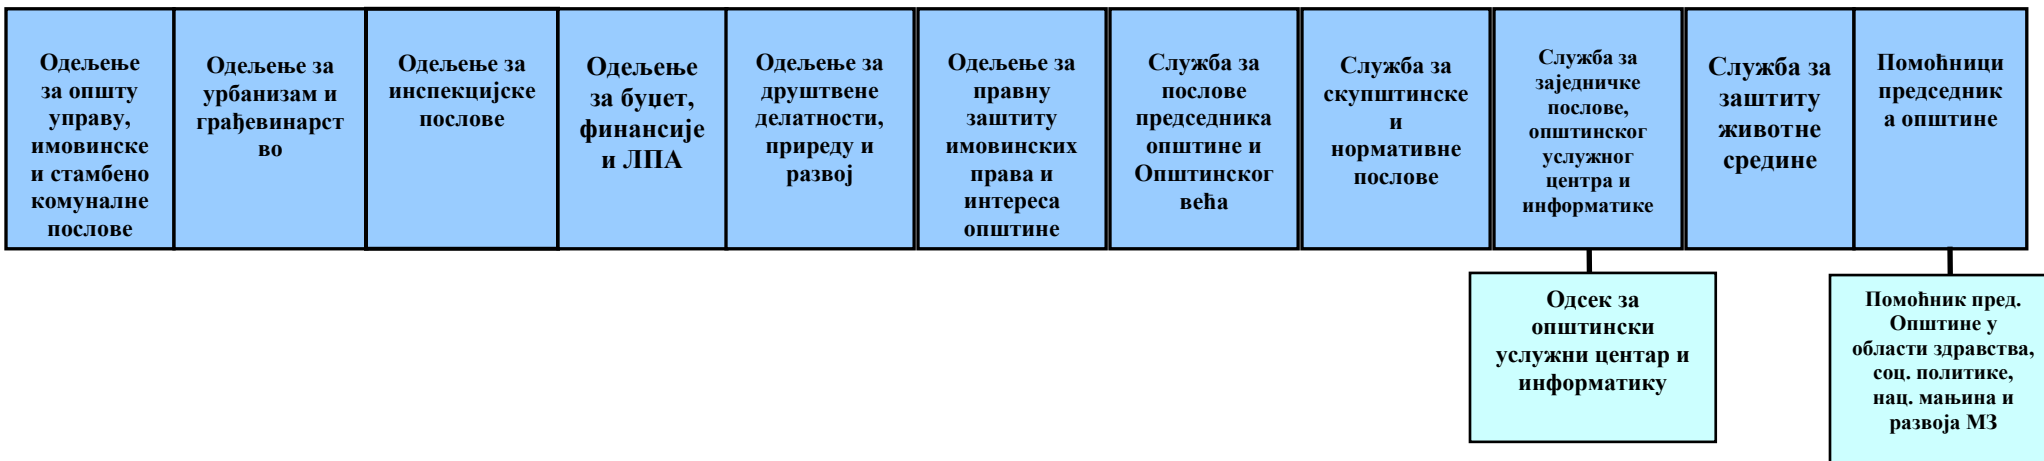 Одељење
за општу
управу,
имовинске
и стамбено
комуналне
послове
Одељење за
урбанизам и
грађевинарст
во
Одељење за
инспекцијске
послове
Одељење
за буџет,
финансије
и ЛПА
Одељење за
друштвене
делатности,
приреду и
развој
Одељење за
правну
заштиту
имовинских
права и
интереса
општине
Служба за
послове
председника
општине и
Општинског
већа
Служба за
скупштинске
и
нормативне
послове
Служба за
заједничке
послове,
општинског
услужног
центра и
информатике
Служба за
заштиту
животне
средине
Помоћници
председник
а општине
Одсек за
општински
услужни центар и
информатику
Помоћник пред.
Општине у
области здравства,
соц. политике,
нац. мањина и
развоја МЗ